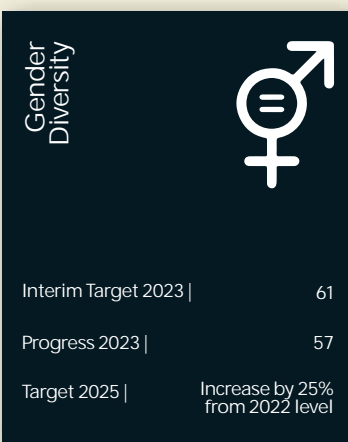 Gender
Diversity
Interim Target 2023 | 61
Progress 2023 | 57
Target 2025 | Increase by 25%
from 2022 level